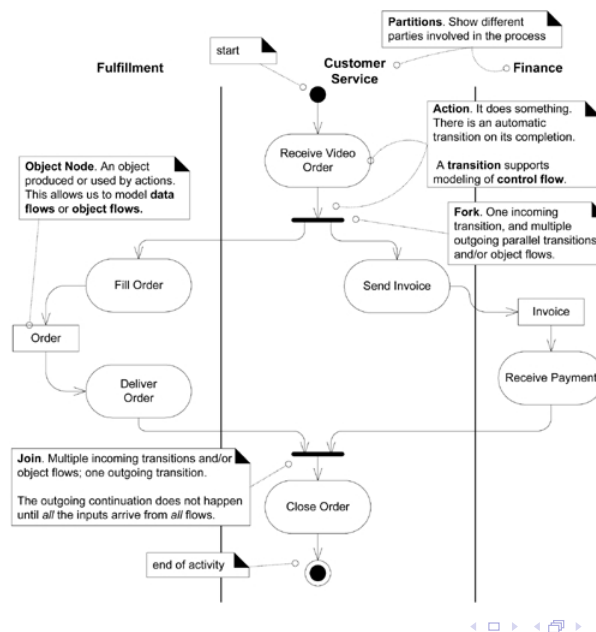 Partitions. Show different
parties involved in the process
start
Fulfillment
Customer
Service
Finance
Action. It does something.
There is an automatic
transition on its completion.
A transition supports
modeling of control flow.
Receive Video
Order
Object Node. An object
produced or used by actions.
This allows us to model data
flows or object flows.
Fork. One incoming
transition, and multiple
outgoing parallel transitions
and/or object flows.
Fill Order
Send Invoice
Invoice
Order
Deliver
Order
Receive Payment
Join. Multiple incoming transitions and/or
object flows; one outgoing transition.
The outgoing continuation does not happen
until all the inputs arrive from all flows.
Close Order
end of activity